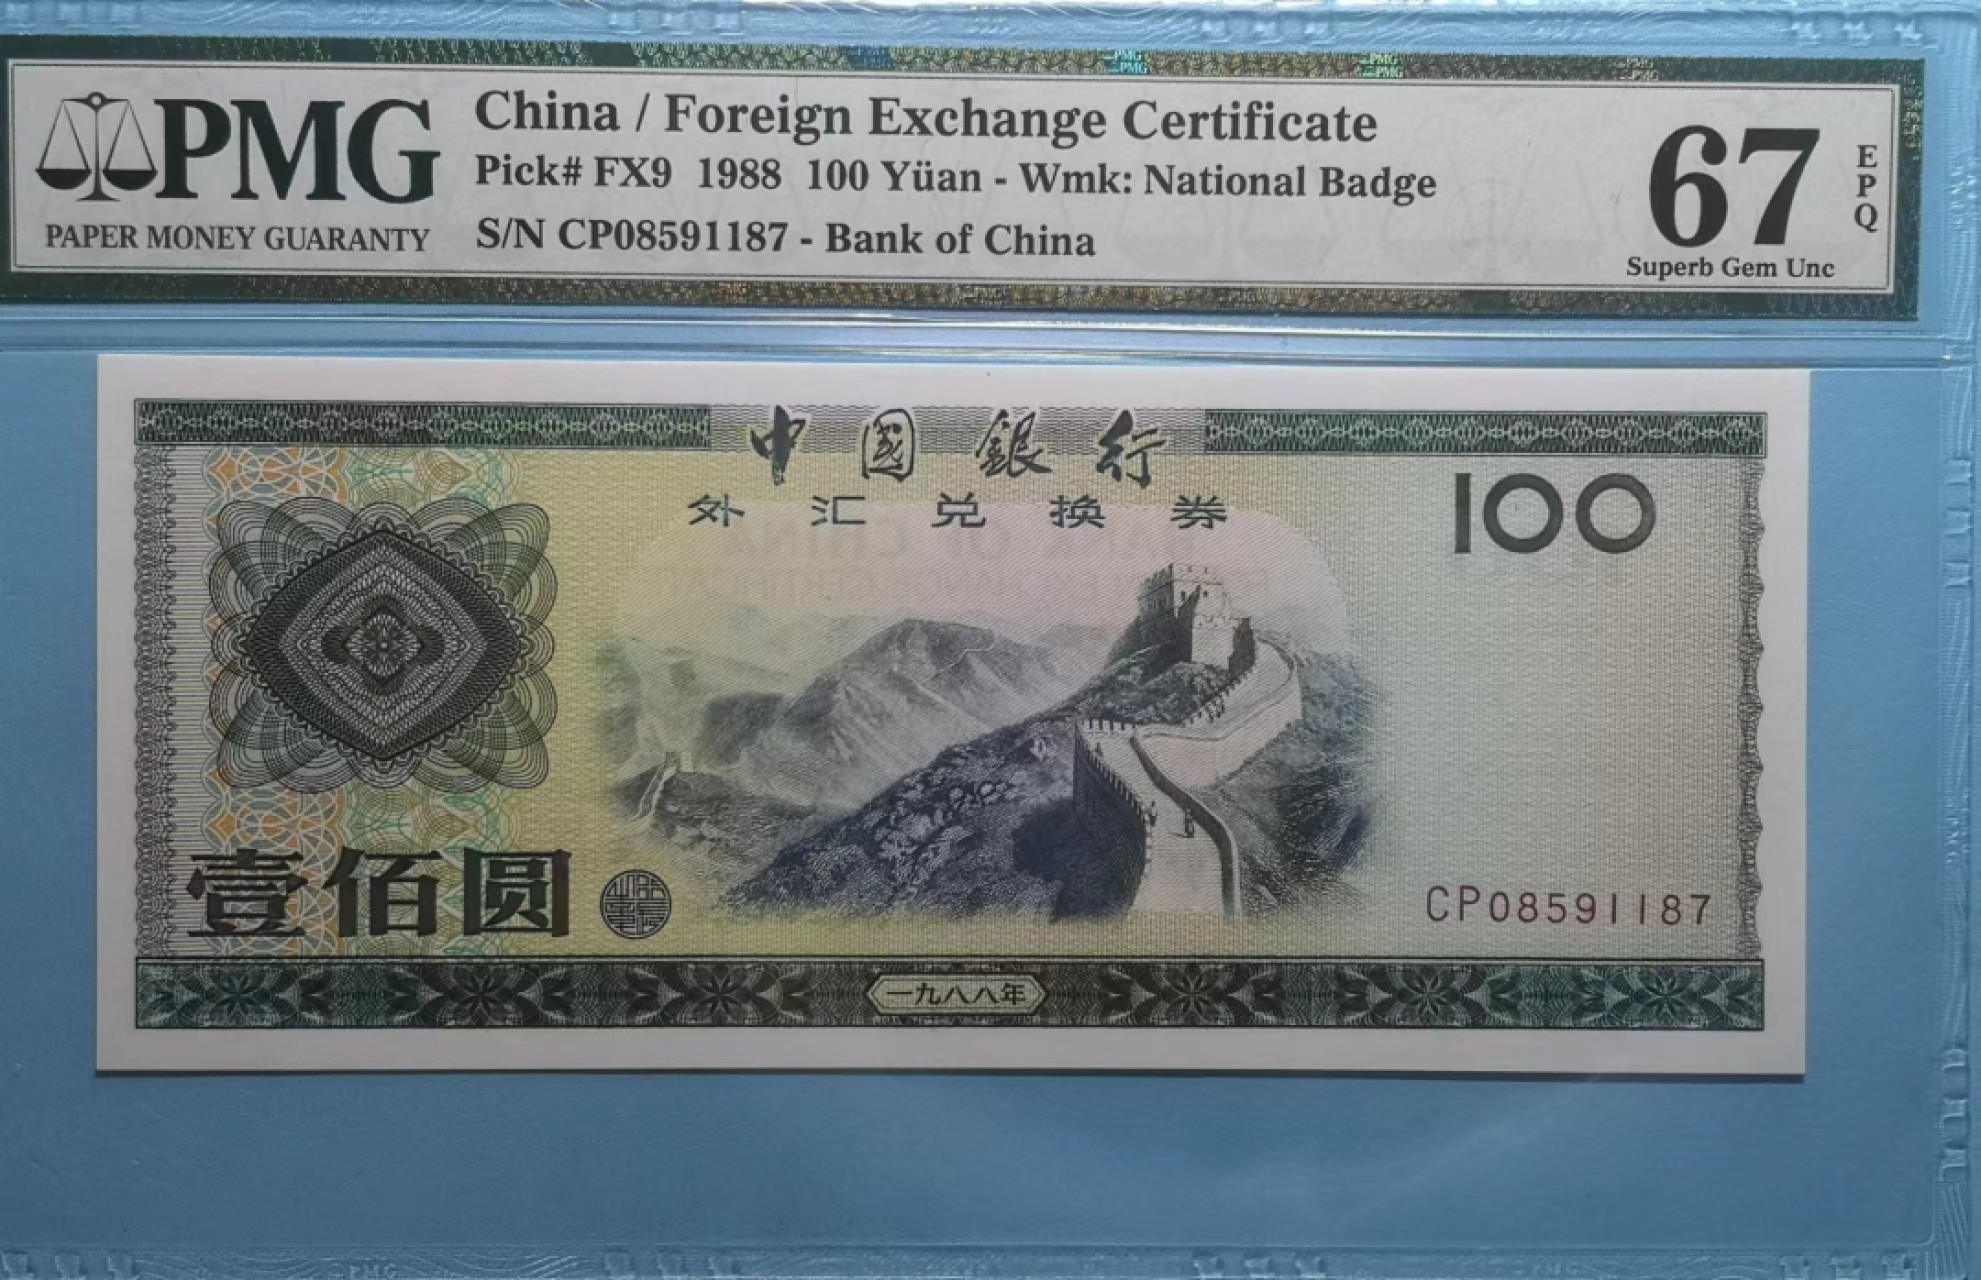 PMG
PAPER MONEY GUARANTY
China / Foreign Exchange Certificate
Pick# FX9 1988 100 Yüan - Wmk: National Badge
S/N CP08591187 - Bank of China
67
EPQ
Superb Gem Unc
中國銀行
外汇兑换券
100
壹佰圆
CP08591187
一九八八年